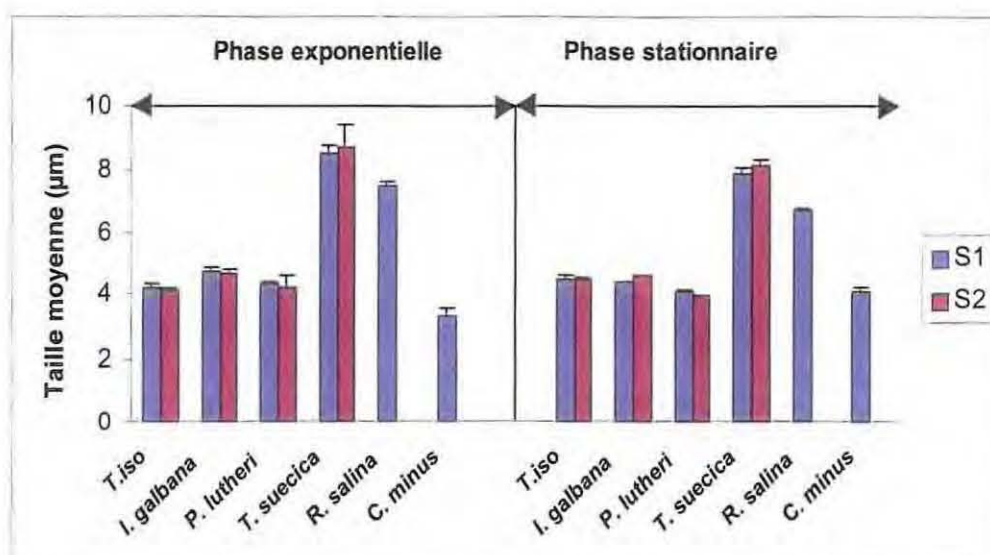 Phase exponentielle
Phase stationnaire
Taille moyenne (µm)
10
8
6
4
2
0
T.iso
I. galbana
P. lutheri
T. suecica
R. salina
C. minus
T.iso
I. galbana
P. lutheri
T. suecica
R. salina
C. minus
S1
S2